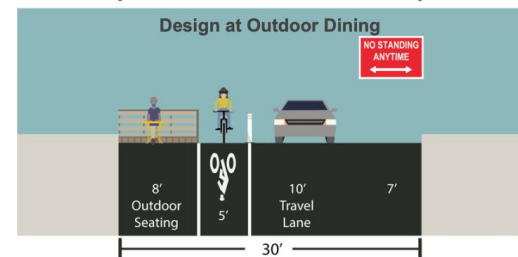 Design at Outdoor Dining
NO STANDING
ANYTIME
8'
Outdoor
Seating
5'
10'
Travel
Lane
7'
30'